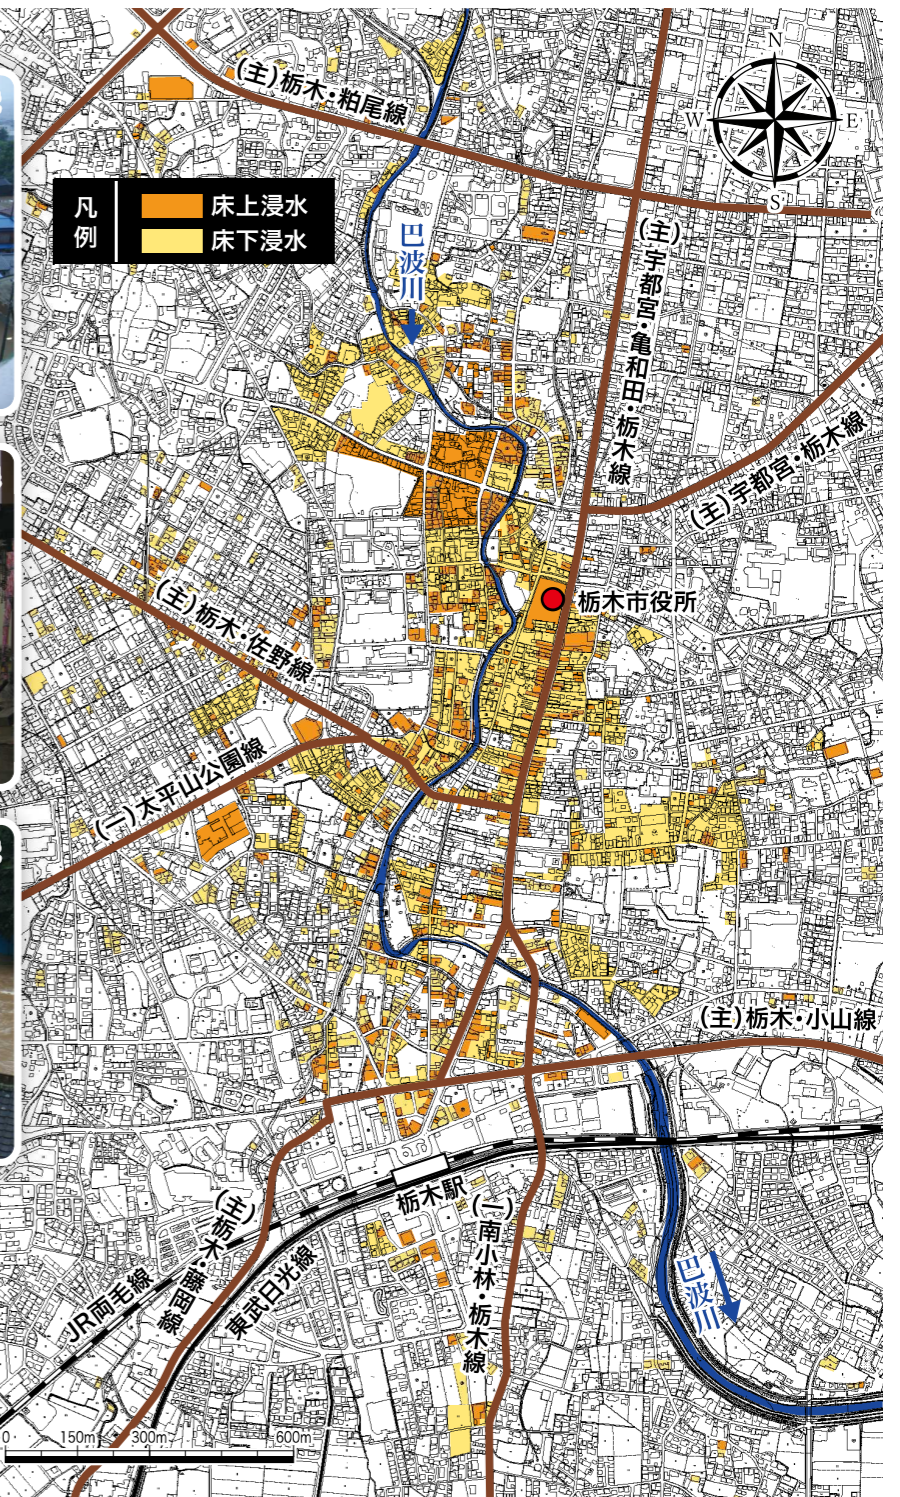 N
W
E
S
(主)栃木・粕尾線
凡例
床上浸水
床下浸水
巴波川
(主)宇都宮・亀和田・栃木線
(主)宇都宮・栃木線
(主)栃木・佐野線
栃木市役所
(一)太平山公園線
(主)栃木・小山線
栃木駅
(主)栃木・藤岡線
(一)南小林・栃木線
巴波川
JR両毛線
東武日光線
0 150m 300m 600m